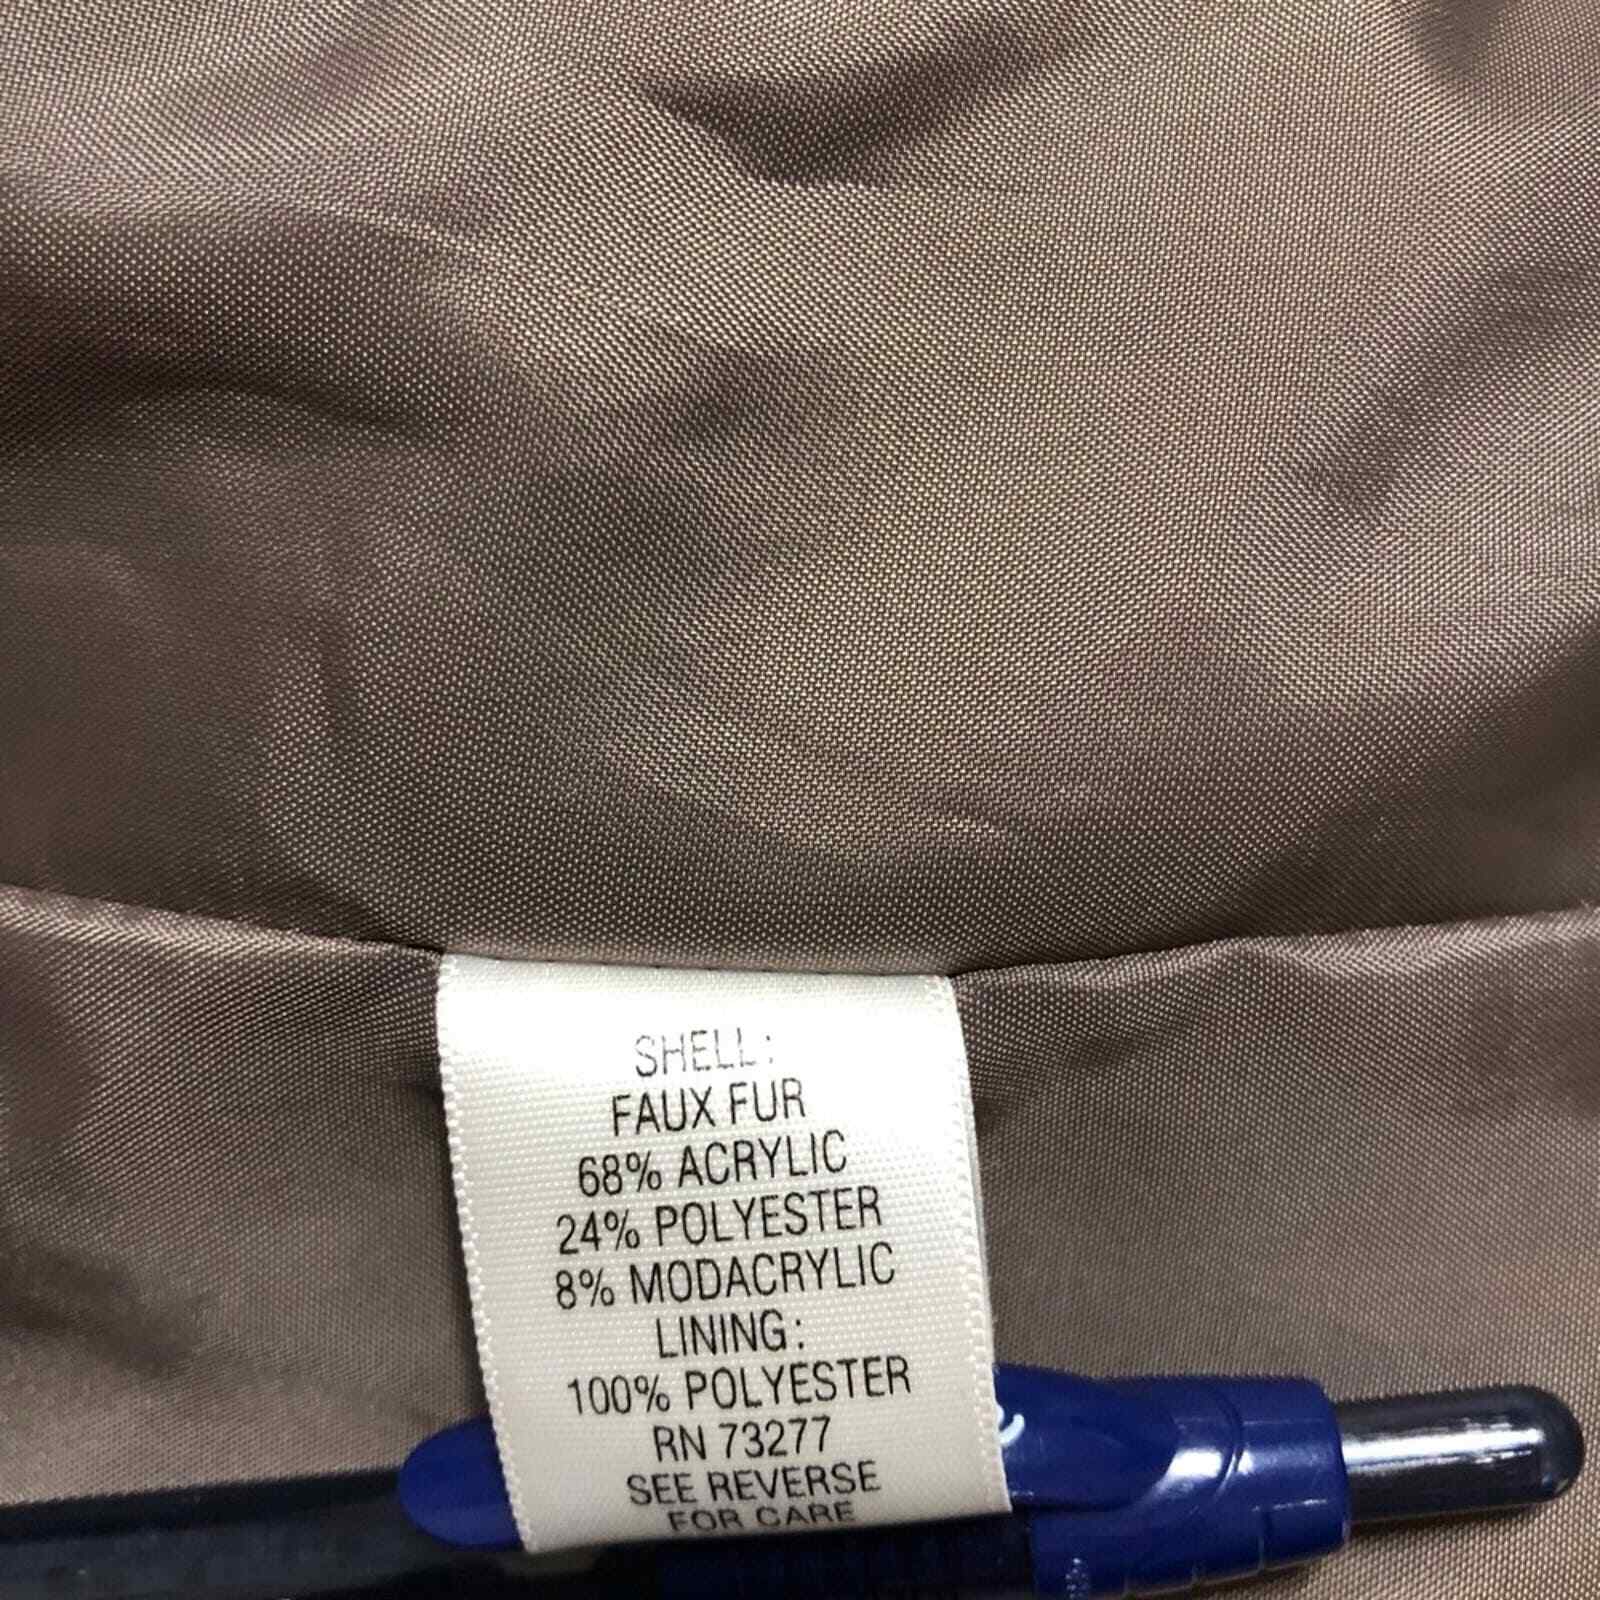 SHELL:
FAUX FUR
68% ACRYLIC
24% POLYESTER
8% MODACRYLIC
LINING:
100% POLYESTER
RN 73277
SEE REVERSE
FOR CARE